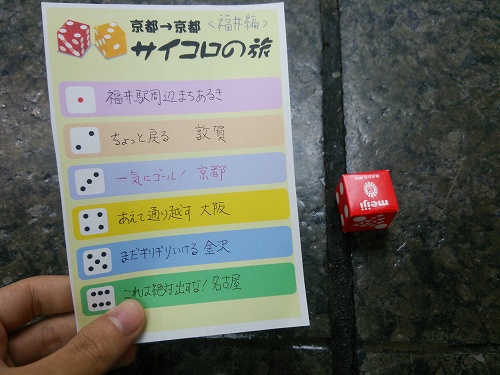 京都→京都〈福井編〉
サイコロの旅
福井駅周辺まちあるき
ちょっと戻る 敦賀
一気にゴール! 京都
あえて通り越す 大阪
まだギリギリいける 金沢
これは絶対出すな! 名古屋
meiji